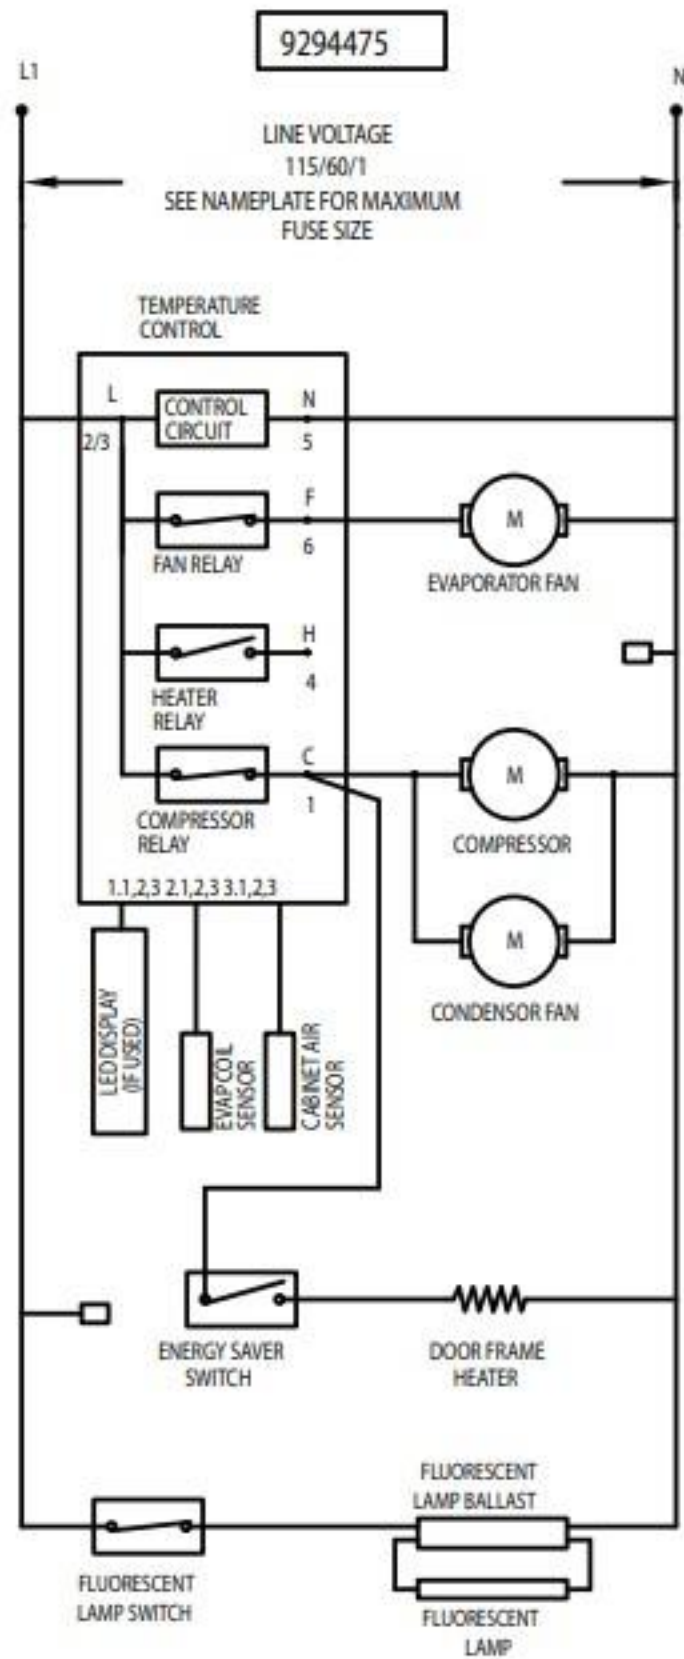 9294475
L1
N
LINE VOLTAGE
115/60/1
SEE NAMEPLATE FOR MAXIMUM
FUSE SIZE
TEMPERATURE
CONTROL
L
CONTROL
CIRCUIT
N
2/3
5
F
M
FAN RELAY
6
EVAPORATOR FAN
H
HEATER
RELAY
4
C
M
COMPRESSOR
RELAY
1
COMPRESSOR
1.1,2,3 2.1,2,3 3.1,2,3
M
CONDENSOR FAN
LED DISPLAY
(IF USED)
EVAP COIL
SENSOR
CABINET AIR
SENSOR
ENERGY SAVER
SWITCH
DOOR FRAME
HEATER
FLUORESCENT
LAMP BALLAST
FLUORESCENT
LAMP SWITCH
FLUORESCENT
LAMP